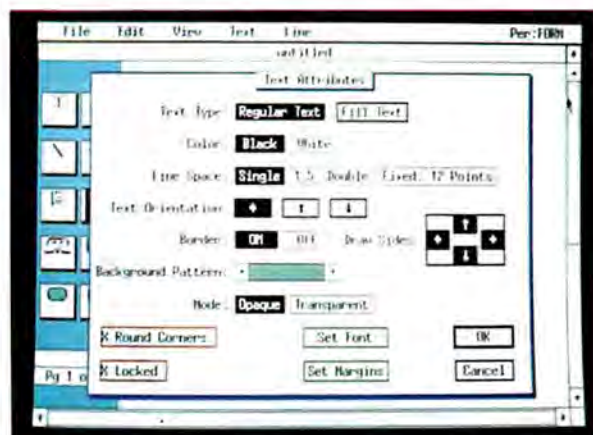 File Edit View Text Line Per:FORM
untitled
Text Attributes
Text Type: Regular Text Fill Text
Color: Black White
Line Space: Single 1.5 Double Fixed: 12 Points
Text Orientation:
Border: ON OFF Draw Sides:
Background Pattern:
Mode: Opaque Transparent
X Round Corners Set Font OK
X Locked Set Margins Cancel
Pg 1 o